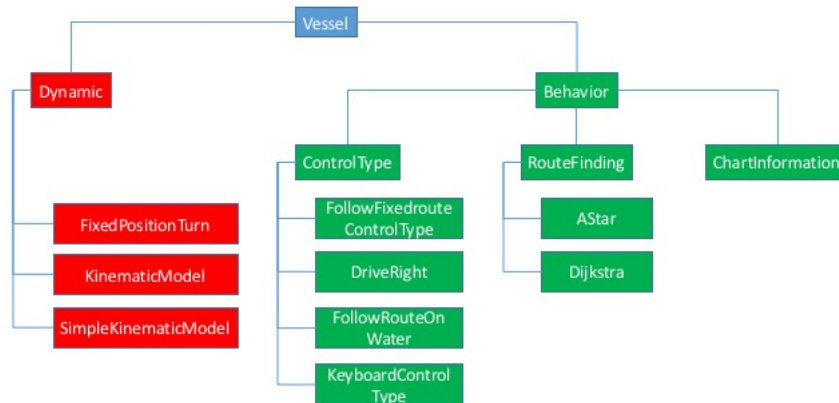 Vessel
Dynamic
Behavior
ControlType
RouteFinding
ChartInformation
FixedPositionTurn
FollowFixedroute
ControlType
AStar
KinematicModel
DriveRight
Dijkstra
SimpleKinematicModel
FollowRouteOn
Water
KeyboardControl
Type